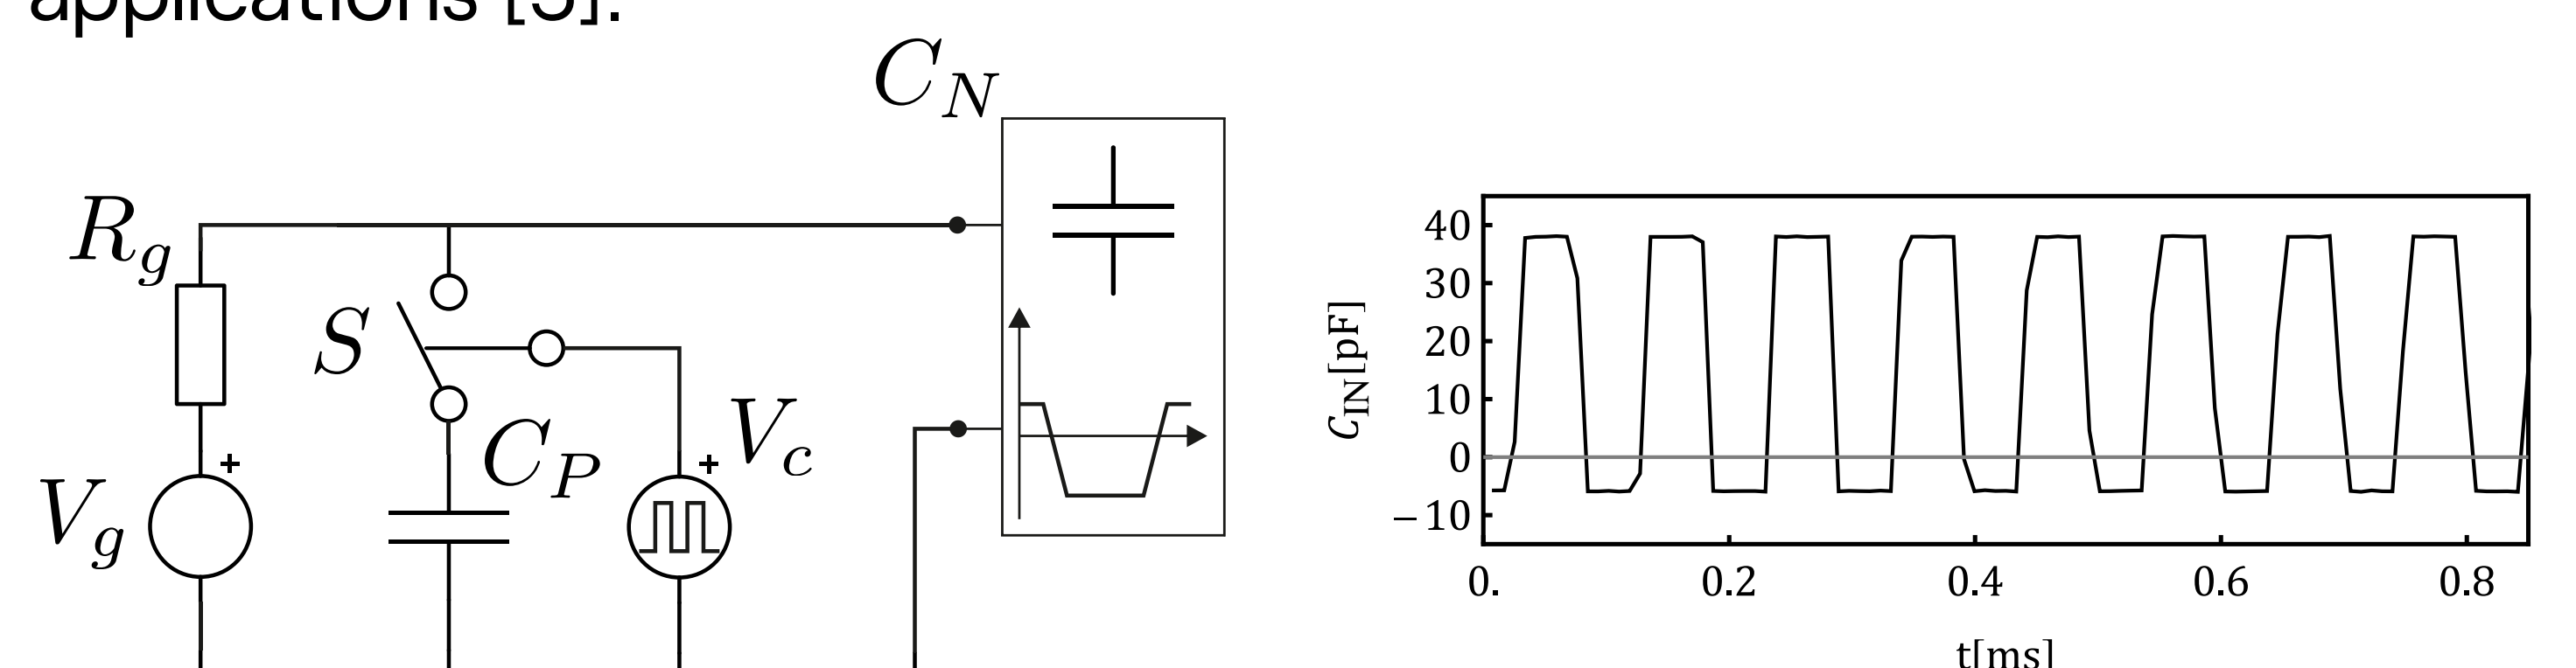 applications [5].
C_N
R_g
S
C_P
V_c
V_g
+
+
C_IN[pF]
40
30
20
10
0
−10
0.
0.2
0.4
0.6
0.8
t[ms]